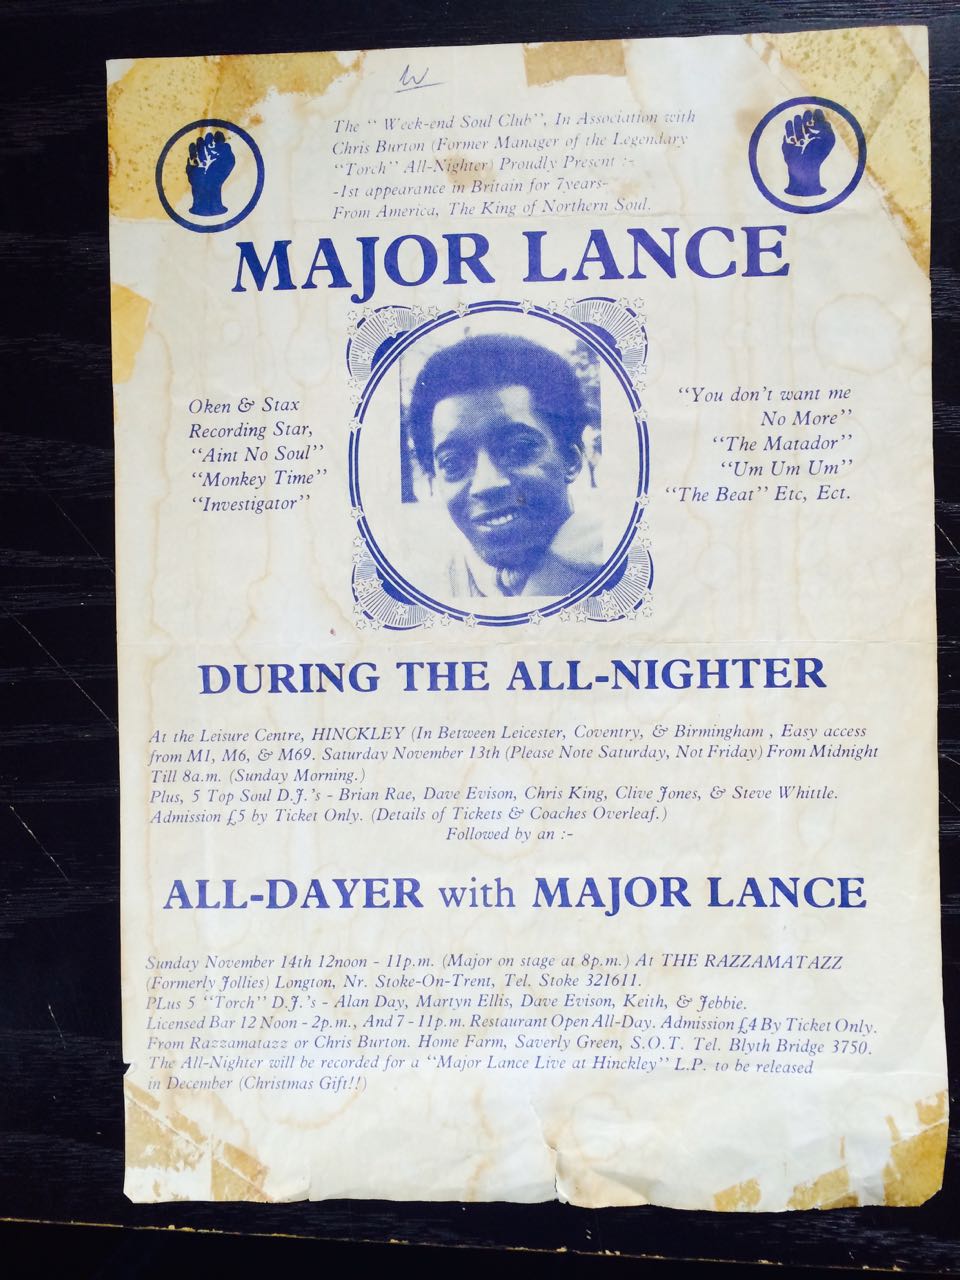 The "Week-end Soul Club", In Association with
Chris Burton (Former Manager of the Legendary
"Torch" All-Nighter) Proudly Present :-
-1st appearance in Britain for 7years-
From America, The King of Northern Soul.
MAJOR LANCE
Oken & Stax
Recording Star,
"Aint No Soul"
"Monkey Time"
"Investigator"
"You don't want me
No More"
"The Matador"
"Um Um Um"
"The Beat" Etc, Ect.
DURING THE ALL-NIGHTER
At the Leisure Centre, HINCKLEY (In Between Leicester, Coventry, & Birmingham , Easy access
from M1, M6, & M69. Saturday November 13th (Please Note Saturday, Not Friday) From Midnight
Till 8a.m. (Sunday Morning.)
Plus, 5 Top Soul D.J.'s - Brian Rae, Dave Evison, Chris King, Clive Jones, & Steve Whittle.
Admission £5 by Ticket Only. (Details of Tickets & Coaches Overleaf.)
Followed by an :-
ALL-DAYER with MAJOR LANCE
Sunday November 14th 12noon - 11p.m. (Major on stage at 8p.m.) At THE RAZZAMATAZZ
(Formerly Jollies) Longton, Nr. Stoke-On-Trent, Tel. Stoke 321611.
PLus 5 "Torch" D.J.'s - Alan Day, Martyn Ellis, Dave Evison, Keith, & Jebbie.
Licensed Bar 12 Noon - 2p.m., And 7 - 11p.m. Restaurant Open All-Day. Admission £4 By Ticket Only.
From Razzamatazz or Chris Burton. Home Farm, Saverly Green, S.O.T. Tel. Blyth Bridge 3750.
The All-Nighter will be recorded for a "Major Lance Live at Hinckley" L.P. to be released
in December (Christmas Gift!!)